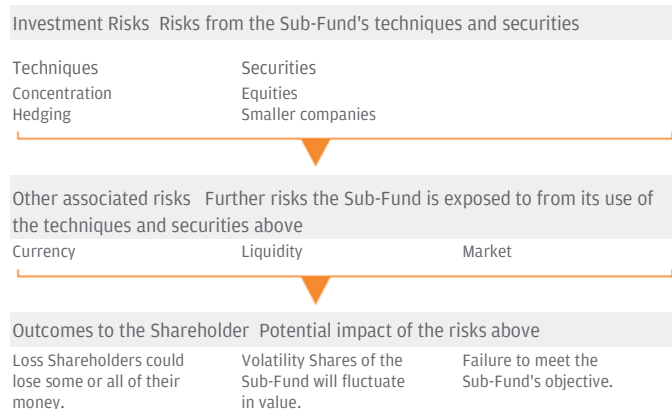 Investment Risks Risks from the Sub-Fund's techniques and securities
Techniques
Concentration
Hedging
Securities
Equities
Smaller companies
Other associated risks Further risks the Sub-Fund is exposed to from its use of
the techniques and securities above
Currency
Liquidity
Market
Outcomes to the Shareholder Potential impact of the risks above
Loss Shareholders could
lose some or all of their
money.
Volatility Shares of the
Sub-Fund will fluctuate
in value.
Failure to meet the
Sub-Fund's objective.